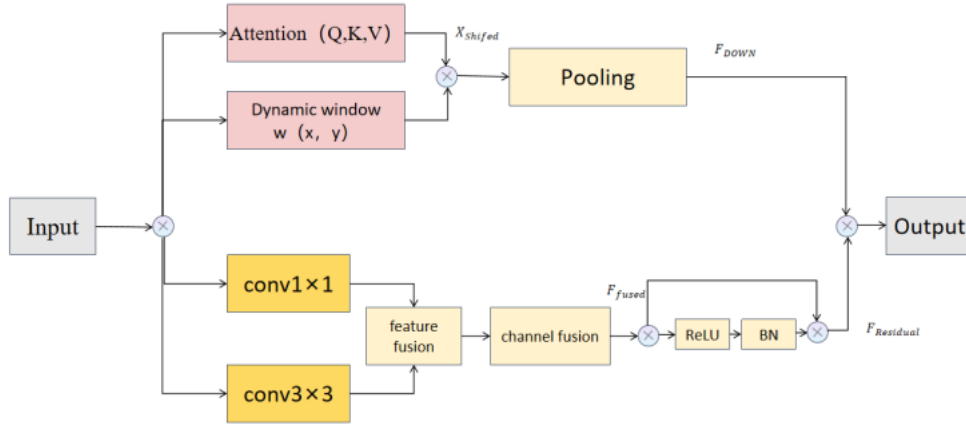 Attention（Q,K,V）
X_Shifed
F_DOWN
Pooling
Dynamic window
w（x, y）
Input
Output
conv1×1
F_fused
feature
fusion
channel fusion
ReLU
BN
F_Residual
conv3×3